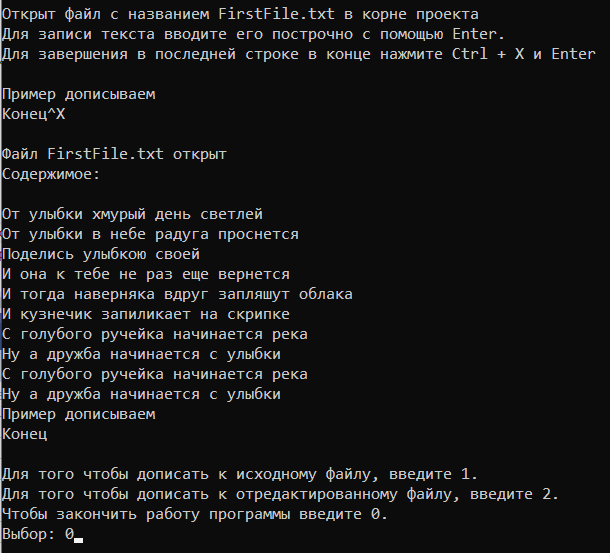 Открыт файл с названием FirstFile.txt в корне проекта
Для записи текста вводите его построчно с помощью Enter.
Для завершения в последней строке в конце нажмите Ctrl + X и Enter
Пример дописываем
Конец^X
Файл FirstFile.txt открыт
Содержимое:
От улыбки хмурый день светлей
От улыбки в небе радуга проснется
Поделись улыбкою своей
И она к тебе не раз еще вернется
И тогда наверняка вдруг запляшут облака
И кузнечик запиликает на скрипке
С голубого ручейка начинается река
Ну а дружба начинается с улыбки
С голубого ручейка начинается река
Ну а дружба начинается с улыбки
Пример дописываем
Конец
Для того чтобы дописать к исходному файлу, введите 1.
Для того чтобы дописать к отредактированному файлу, введите 2.
Чтобы закончить работу программы введите 0.
Выбор: 0